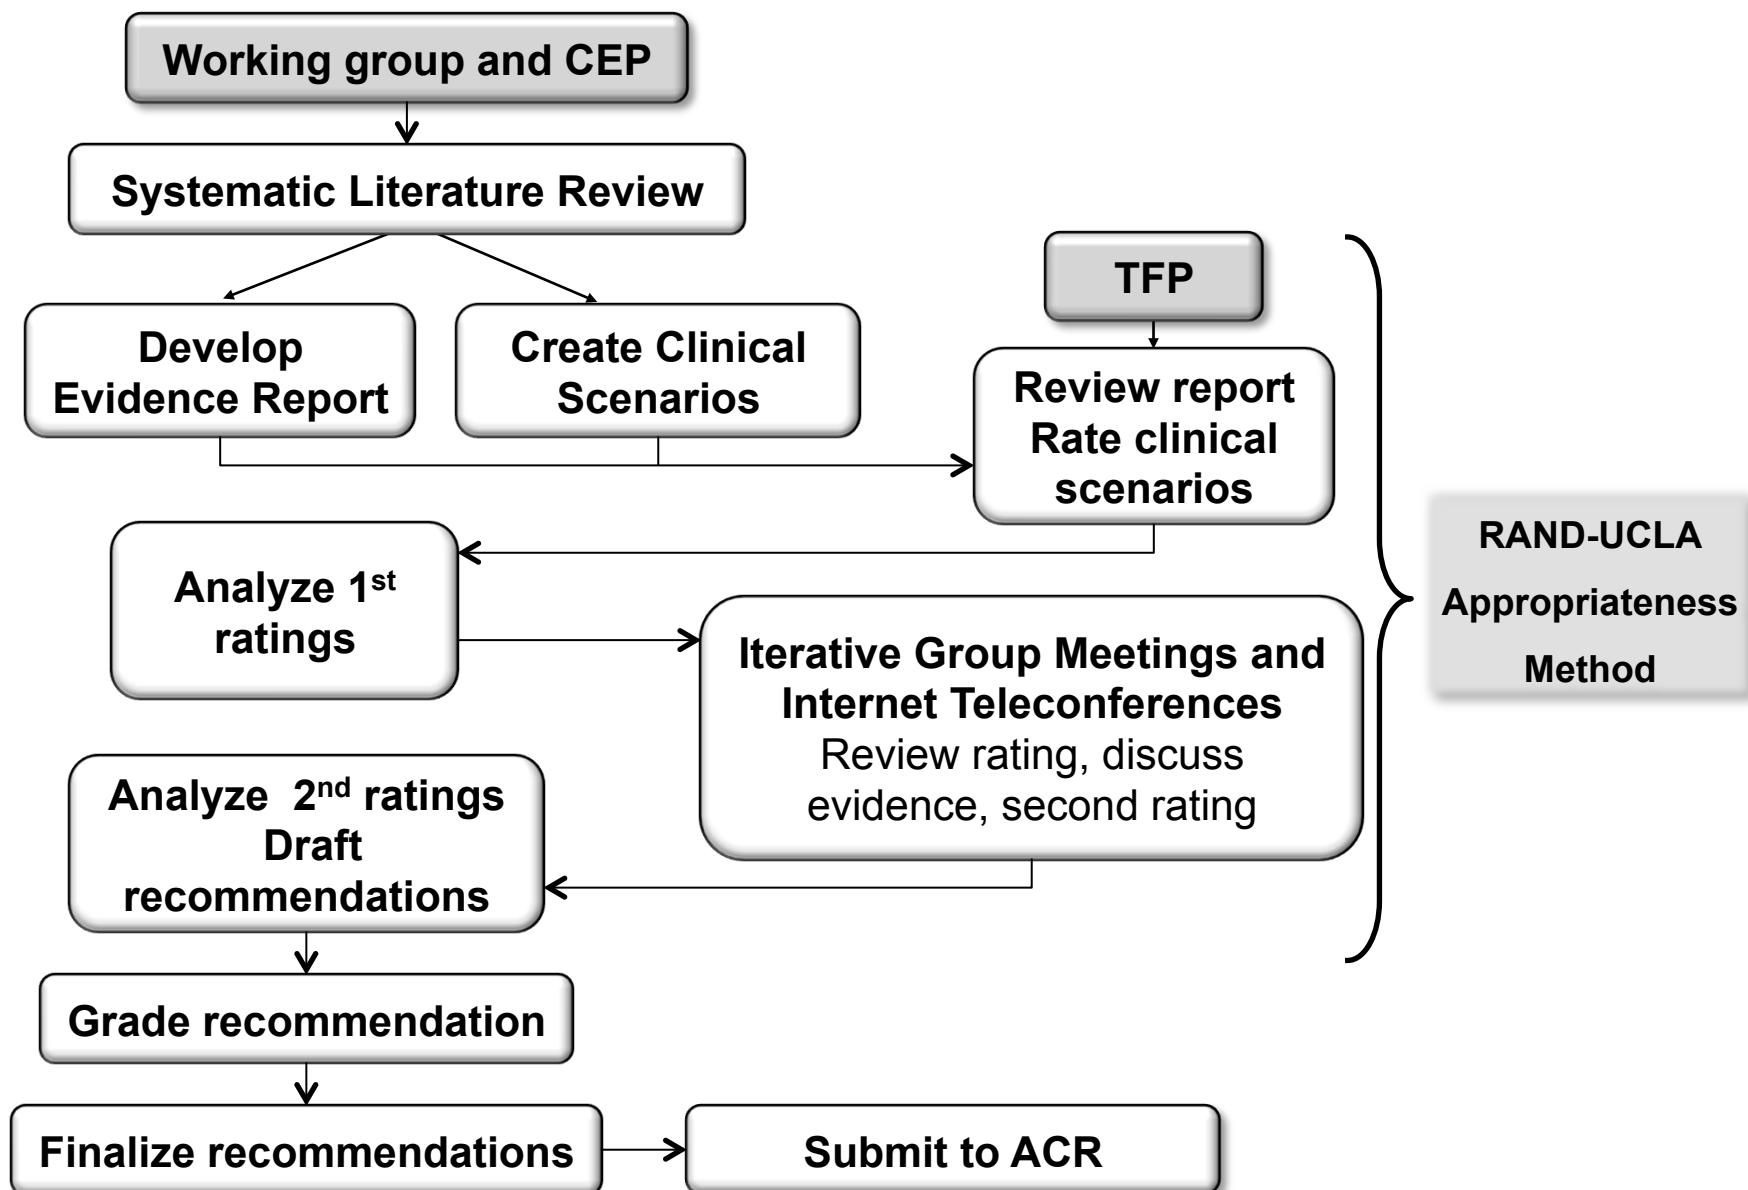 Working group and CEP
Systematic Literature Review
Develop
Evidence Report
Create Clinical
Scenarios
TFP
Review report
Rate clinical
scenarios
Analyze 1st
ratings
Iterative Group Meetings and
Internet Teleconferences
Review rating, discuss
evidence, second rating
RAND-UCLA
Appropriateness
Method
Analyze 2nd ratings
Draft
recommendations
Grade recommendation
Finalize recommendations
Submit to ACR